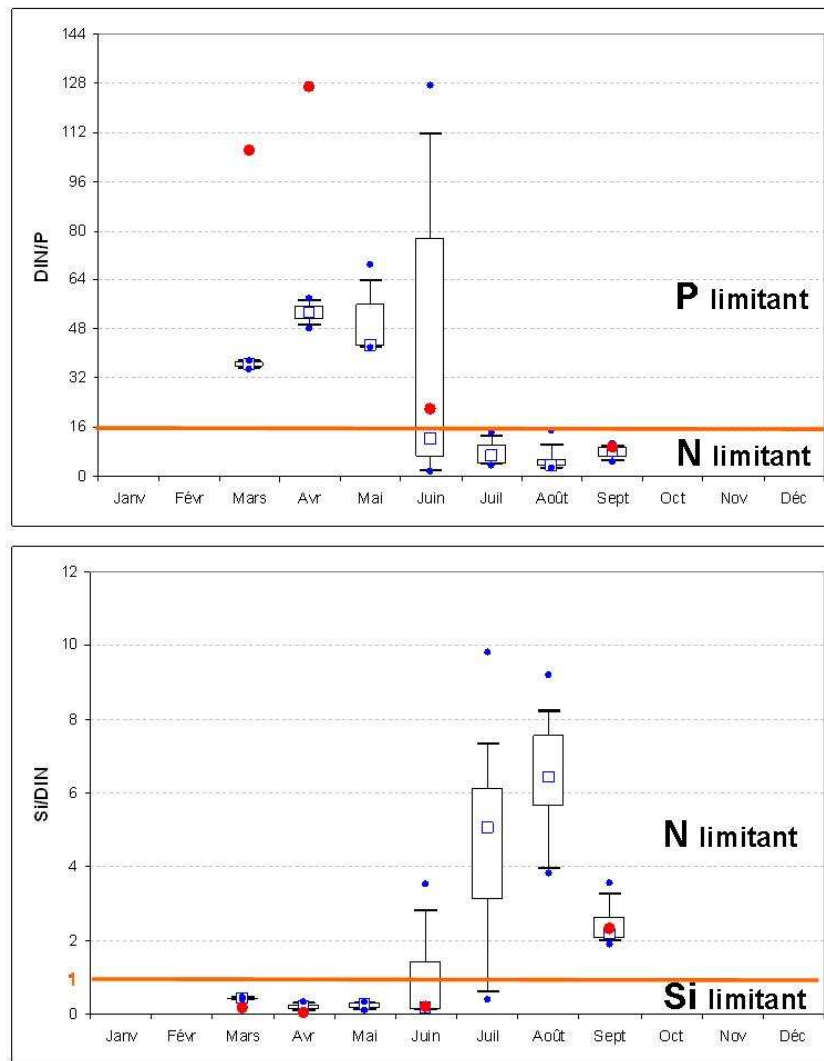 144
128
112
96
80
64
48
32
16
0
DIN/P
P limitant
N limitant
Janv Févr Mars Avr Mai Juin Juil Août Sept Oct Nov Déc
12
10
8
6
4
2
1
0
Si/DIN
N limitant
Si limitant
Janv Févr Mars Avr Mai Juin Juil Août Sept Oct Nov Déc